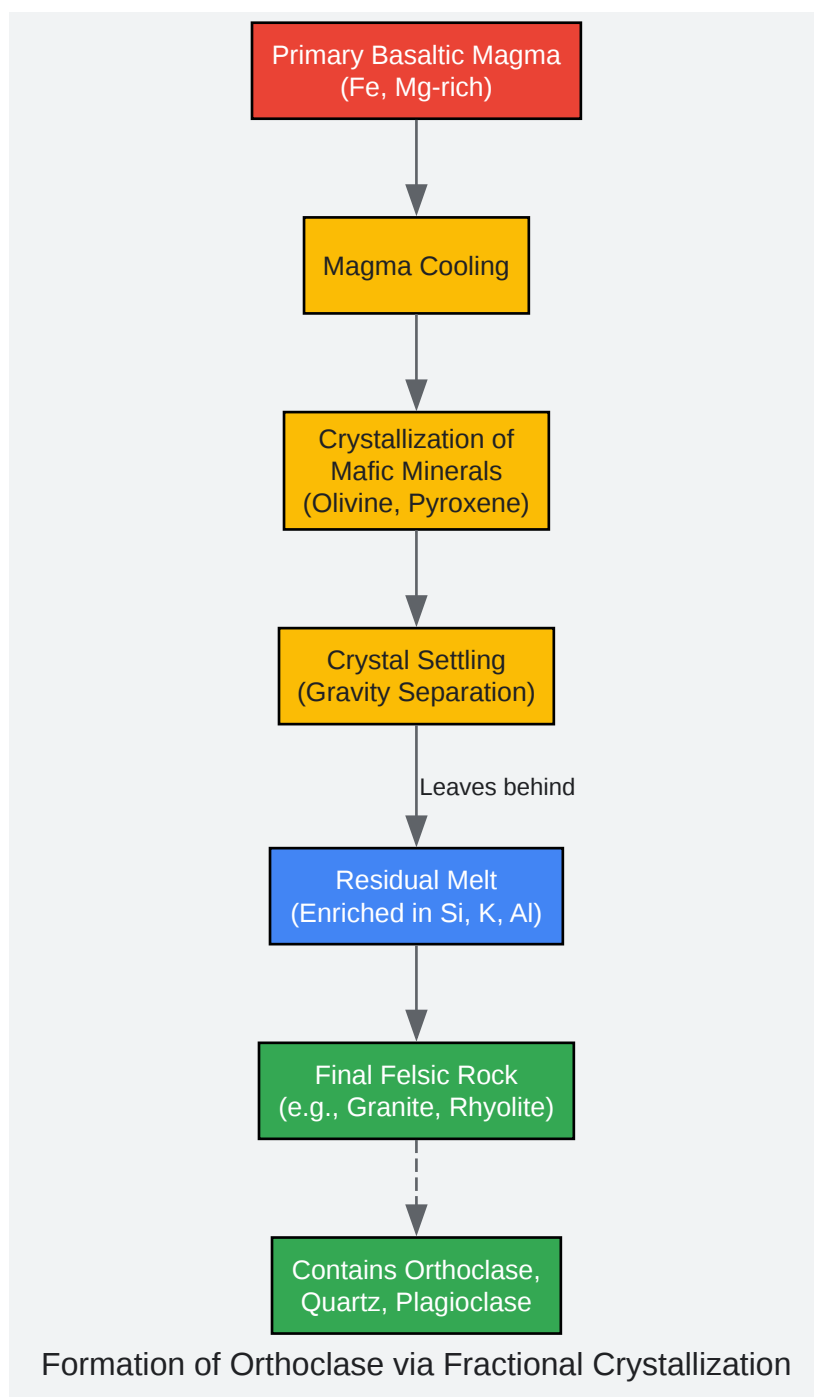 Primary Basaltic Magma
(Fe, Mg-rich)
Magma Cooling
Crystallization of
Mafic Minerals
(Olivine, Pyroxene)
Crystal Settling
(Gravity Separation)
Leaves behind
Residual Melt
(Enriched in Si, K, Al)
Final Felsic Rock
(e.g., Granite, Rhyolite)
Contains Orthoclase,
Quartz, Plagioclase
Formation of Orthoclase via Fractional Crystallization